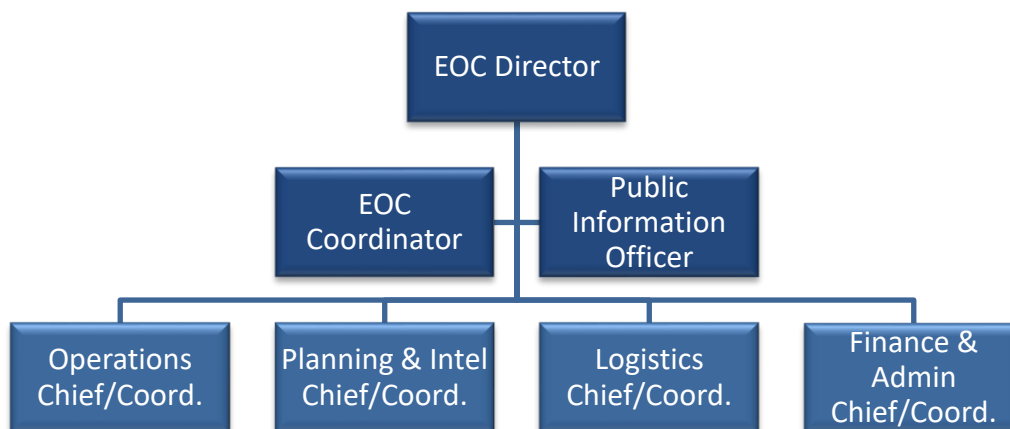 EOC Director
EOC
Coordinator
Public
Information
Officer
Operations
Chief/Coord.
Planning & Intel
Chief/Coord.
Logistics
Chief/Coord.
Finance &
Admin
Chief/Coord.